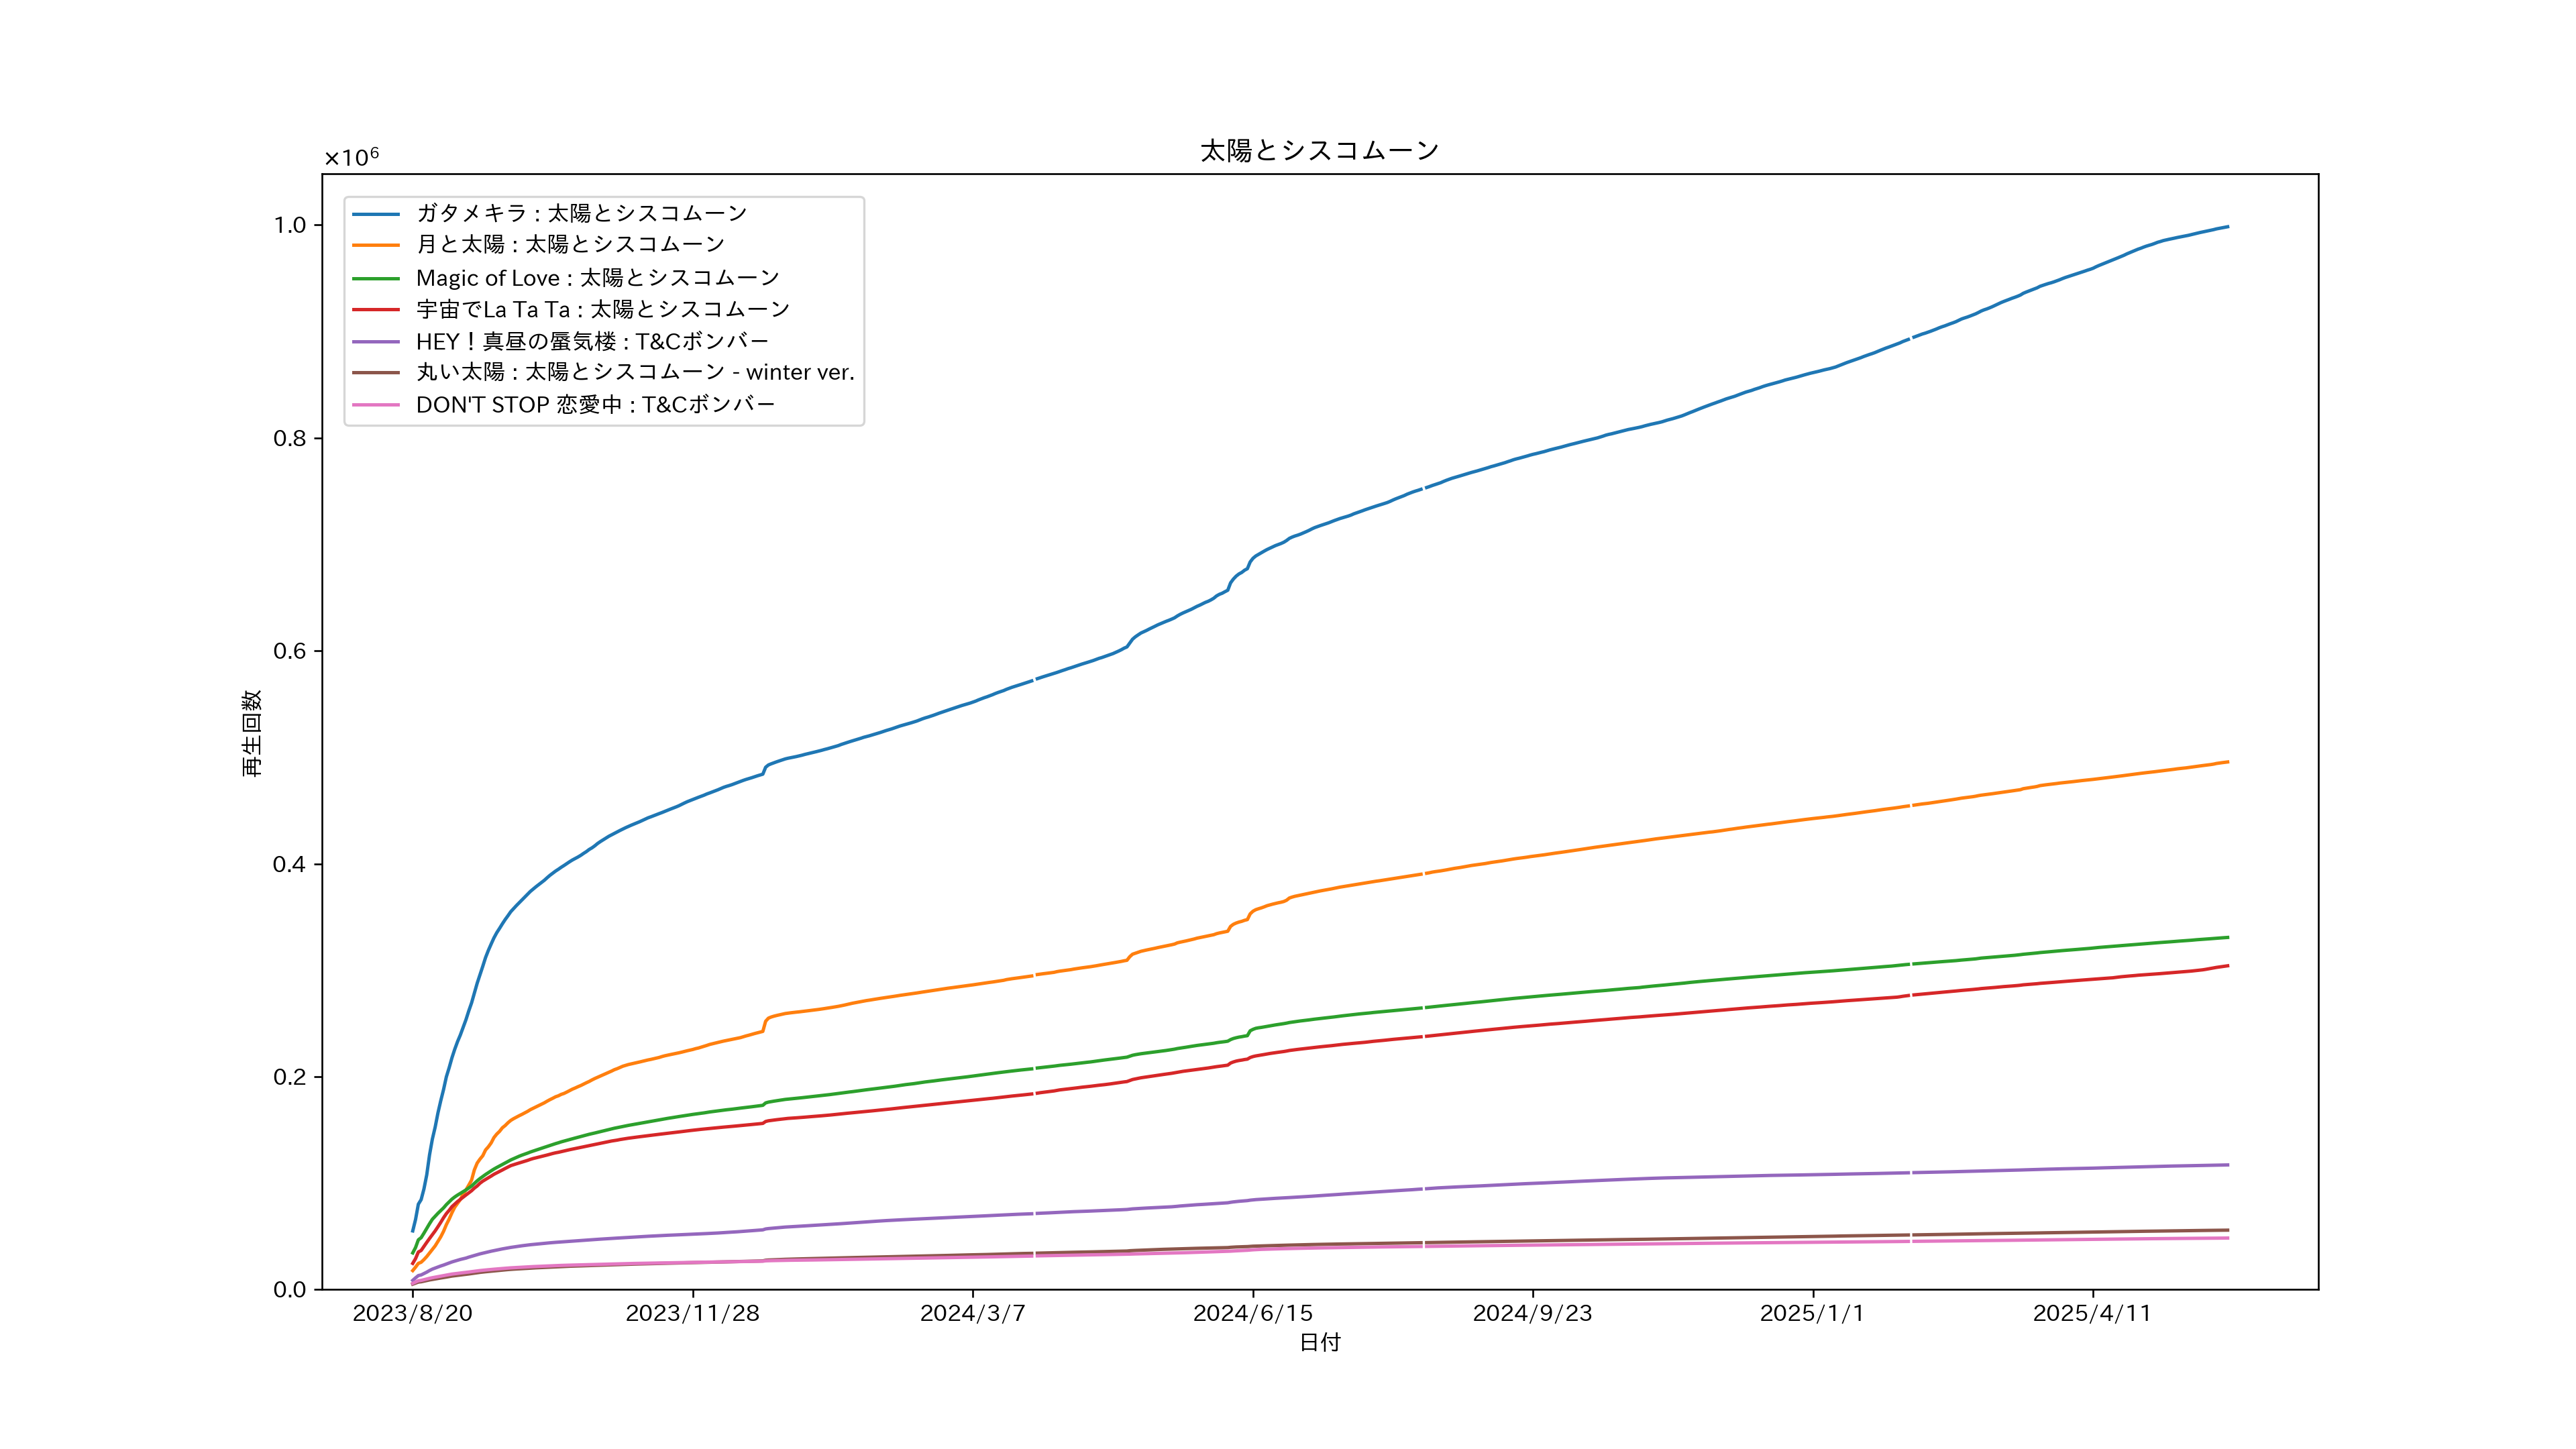 太陽とシスコムーン
×10⁶
ガタメキラ : 太陽とシスコムーン
月と太陽 : 太陽とシスコムーン
Magic of Love : 太陽とシスコムーン
宇宙でLa Ta Ta : 太陽とシスコムーン
HEY！真昼の蜃気楼 : T&Cボンバー
丸い太陽 : 太陽とシスコムーン - winter ver.
DON'T STOP 恋愛中 : T&Cボンバー
1.0
0.8
0.6
0.4
0.2
0.0
再生回数
2023/8/20
2023/11/28
2024/3/7
2024/6/15
2024/9/23
2025/1/1
2025/4/11
日付